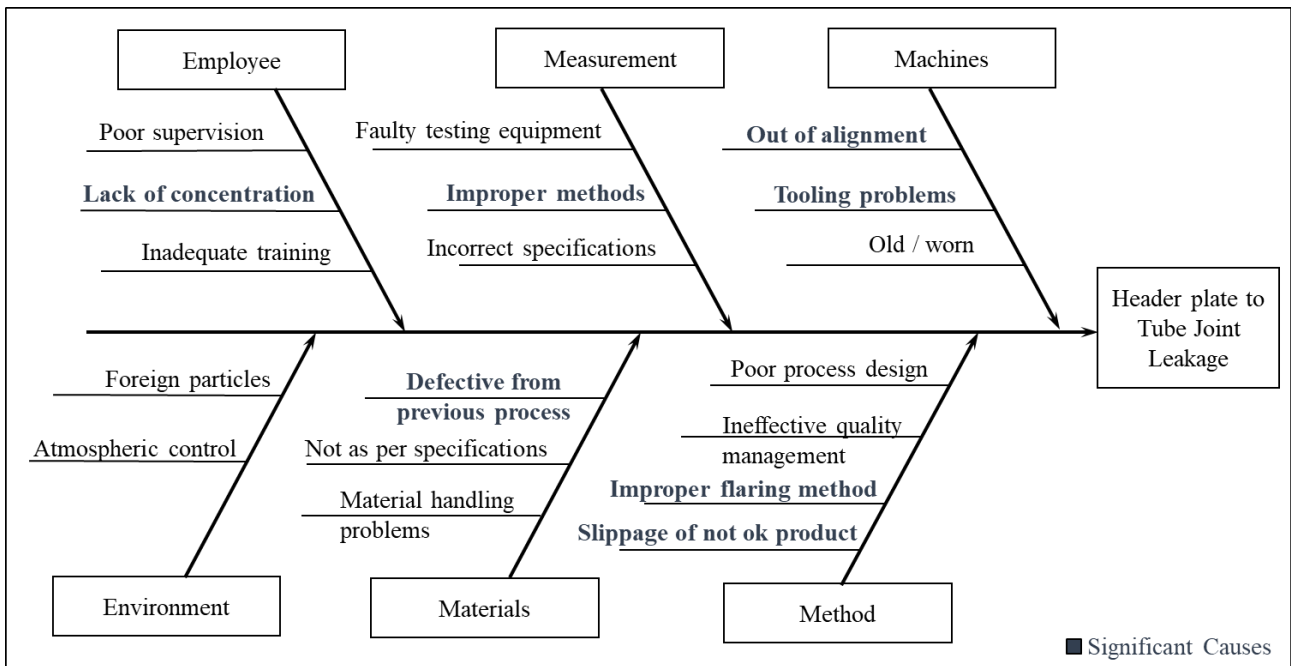 Employee
Measurement
Machines
Poor supervision
Faulty testing equipment
Out of alignment
Lack of concentration
Improper methods
Tooling problems
Inadequate training
Incorrect specifications
Old / worn
Header plate to
Tube Joint
Leakage
Foreign particles
Defective from
previous process
Poor process design
Atmospheric control
Not as per specifications
Ineffective quality
management
Material handling
problems
Improper flaring method
Slippage of not ok product
Environment
Materials
Method
Significant Causes